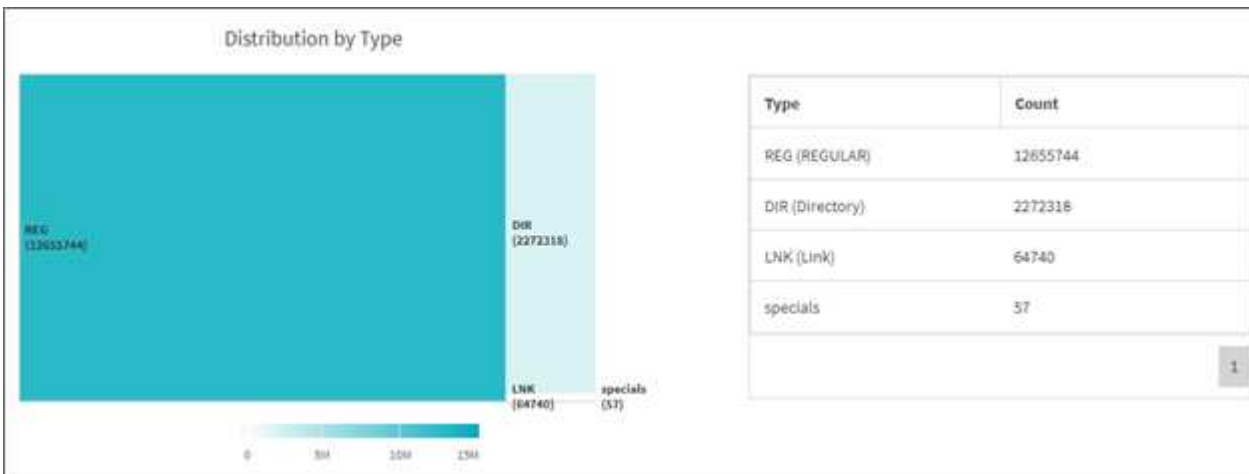 Distribution by Type
REG
(12655744)
DIR
(2272318)
LNK
(64740)
specials
(57)
0 5M 10M 15M
Type Count
REG (REGULAR) 12655744
DIR (Directory) 2272318
LNK (Link) 64740
specials 57
1